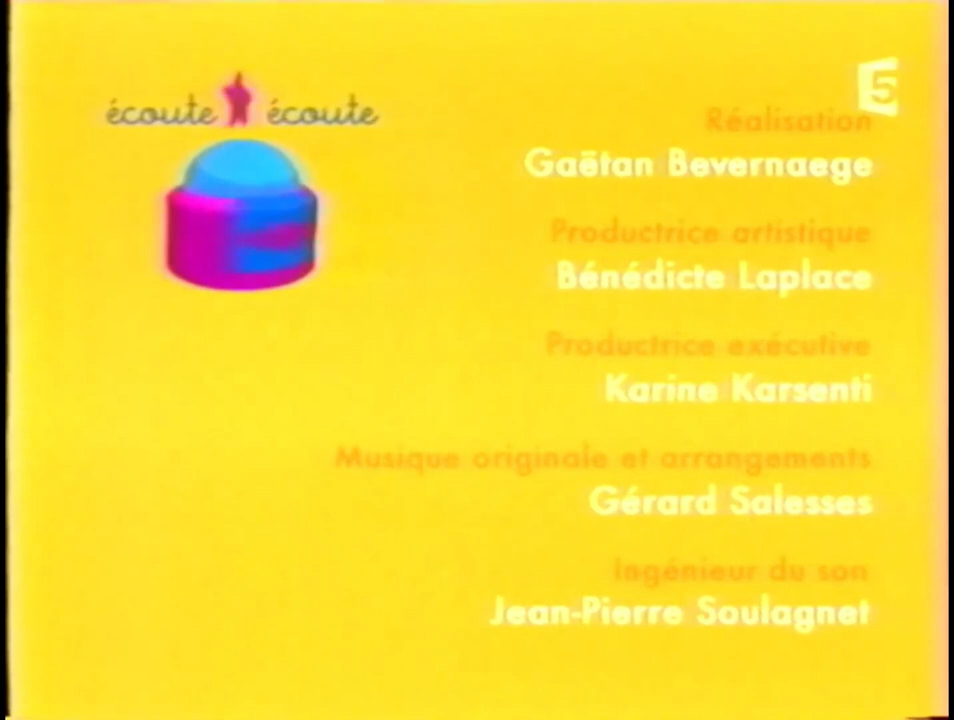 écoute écoute
5
Réalisation
Gaëtan Bevernaege
Productrice artistique
Bénédicte Laplace
Productrice exécutive
Karine Karsenti
Musique originale et arrangements
Gérard Salesses
Ingénieur du son
Jean-Pierre Soulagnet